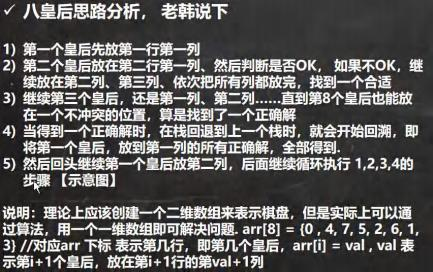 ✓ 八皇后思路分析， 老韩说下
1) 第一个皇后先放第一行第一列
2) 第二个皇后放在第二行第一列、然后判断是否OK， 如果不OK，继
续放在第二列、第三列、依次把所有列都放完，找到一个合适
3) 继续第三个皇后，还是第一列、第二列……直到第8个皇后也能放
在一个不冲突的位置，算是找到了一个正确解
4) 当得到一个正确解时，在栈回退到上一个栈时，就会开始回溯，即
将第一个皇后，放到第一列的所有正确解，全部得到.
5) 然后回头继续第一个皇后放第二列，后面继续循环执行 1,2,3,4的
步骤 【示意图】
说明：理论上应该创建一个二维数组来表示棋盘，但是实际上可以通
过算法，用一个一维数组即可解决问题. arr[8] = {0 , 4, 7, 5, 2, 6, 1,
3} //对应arr 下标 表示第几行，即第几个皇后，arr[i] = val , val 表
示第i+1个皇后，放在第i+1行的第val+1列